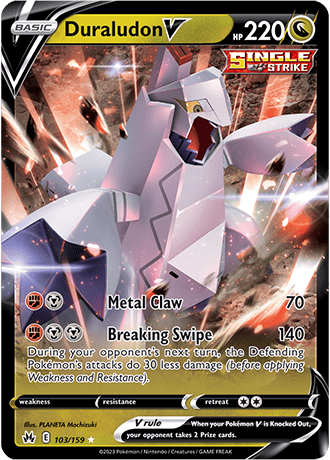 BASIC Duraludon V HP 220
SINGLE STRIKE
Metal Claw 70
Breaking Swipe 140
During your opponent's next turn, the Defending
Pokémon's attacks do 30 less damage (before applying
Weakness and Resistance).
weakness resistance retreat
Illus. PLANETA Mochizuki
V rule When your Pokémon V is Knocked Out,
your opponent takes 2 Prize cards.
E 103/159
©2023 Pokémon / Nintendo / Creatures / GAME FREAK